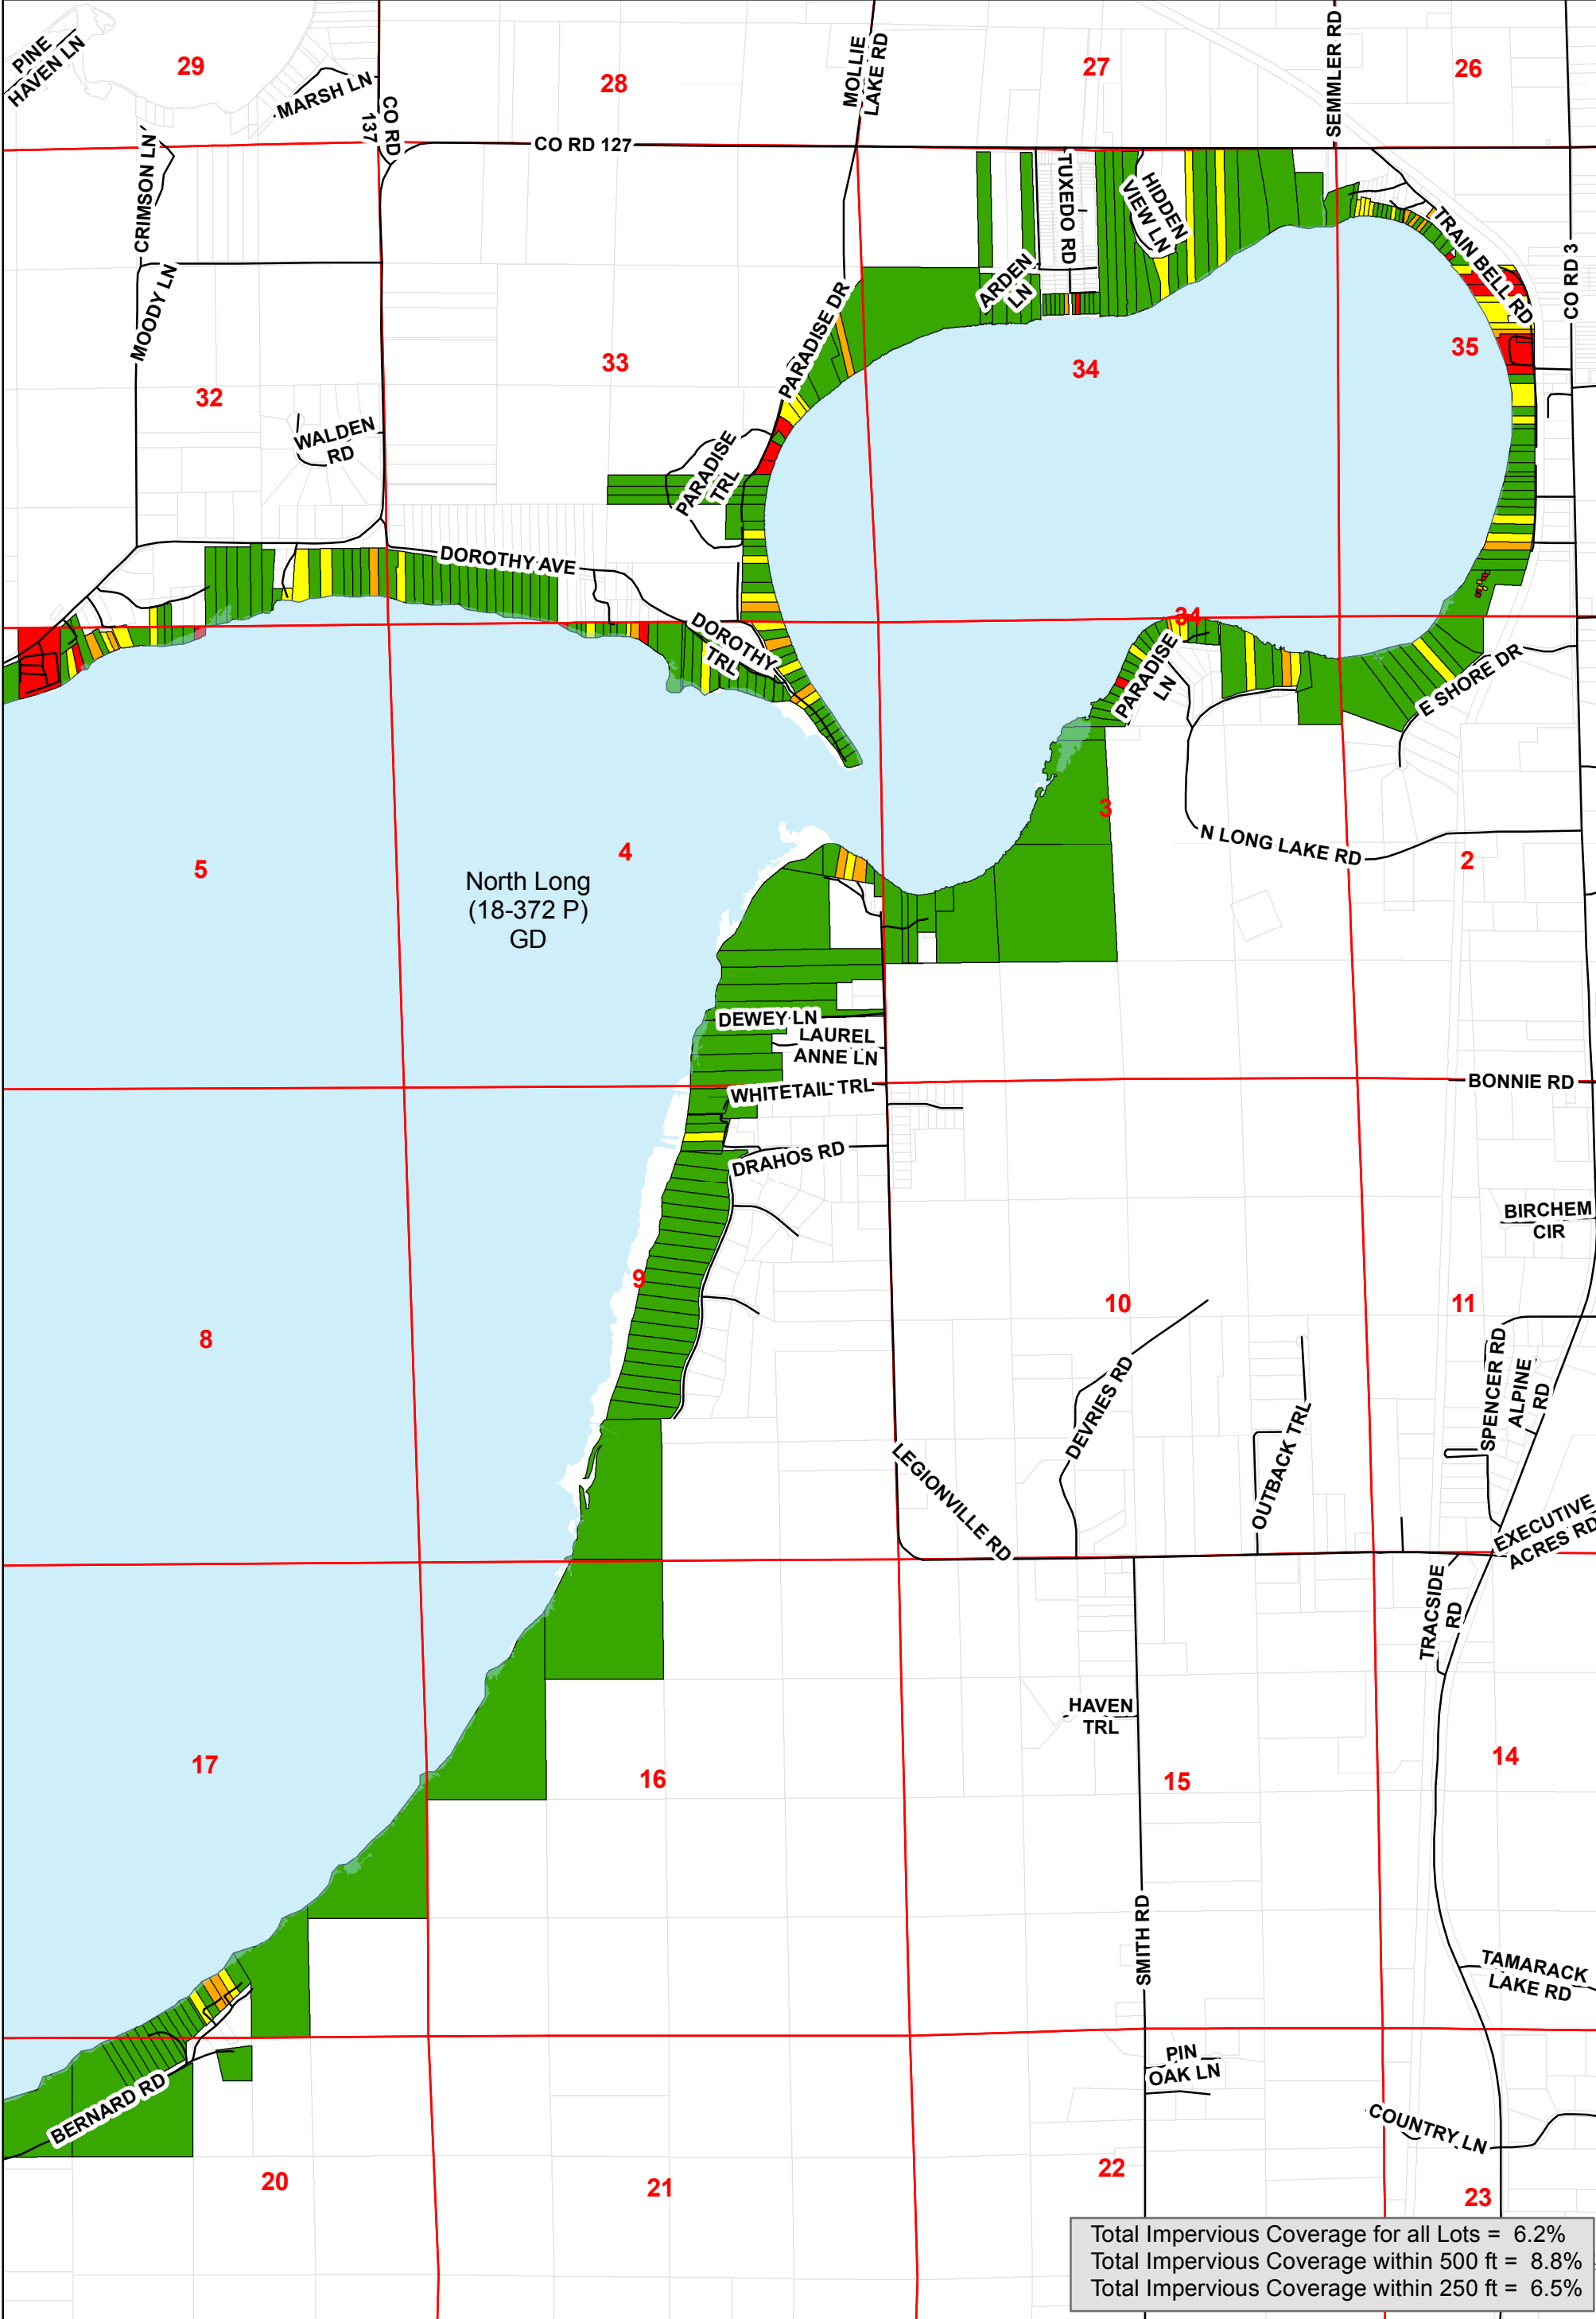 PINE
HAVEN LN
29
MARSH LN
CO RD
137
28
MOLLIE
LAKE RD
27
SEMMLER RD
26
CO RD 127
CRIMSON LN
TUXEDO RD
HIDDEN
VIEW LN
TRAIN BELL RD
CO RD 3
MOODY LN
ARDEN
LN
PARADISE DR
32
33
34
35
WALDEN
RD
PARADISE
TRL
DOROTHY AVE
DOROTHY
TRL
34
PARADISE
LN
E SHORE DR
5
4
3
N LONG LAKE RD
2
North Long
(18-372 P)
GD
DEWEY LN
LAUREL
ANNE LN
WHITETAIL TRL
BONNIE RD
DRAHOS RD
BIRCHEM
CIR
8
9
10
11
SPENCER RD
ALPINE
RD
DEVRIES RD
OUTBACK TRL
LEGIONVILLE RD
EXECUTIVE
ACRES RD
TRACSIDE
RD
HAVEN
TRL
17
16
15
14
SMITH RD
TAMARACK
LAKE RD
PIN
OAK LN
BERNARD RD
COUNTRY LN
20
21
22
23
Total Impervious Coverage for all Lots = 6.2%
Total Impervious Coverage within 500 ft = 8.8%
Total Impervious Coverage within 250 ft = 6.5%